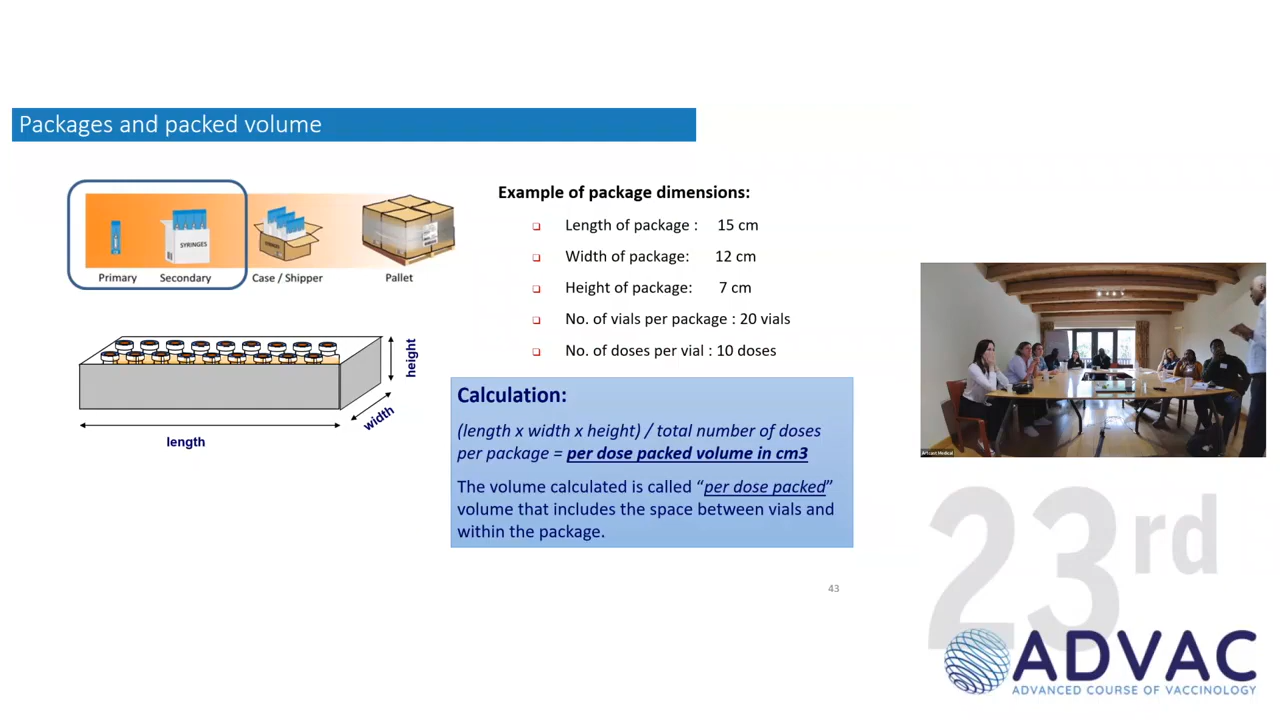 Packages and packed volume
SYRINGES
Primary
Secondary
Case / Shipper
Pallet
height
width
length
Example of package dimensions:
Length of package : 15 cm
Width of package: 12 cm
Height of package: 7 cm
No. of vials per package : 20 vials
No. of doses per vial : 10 doses
Calculation:
(length x width x height) / total number of doses
per package = per dose packed volume in cm3
The volume calculated is called “per dose packed”
volume that includes the space between vials and
within the package.
43
Artcast Medical
23rd
ADVAC
ADVANCED COURSE OF VACCINOLOGY